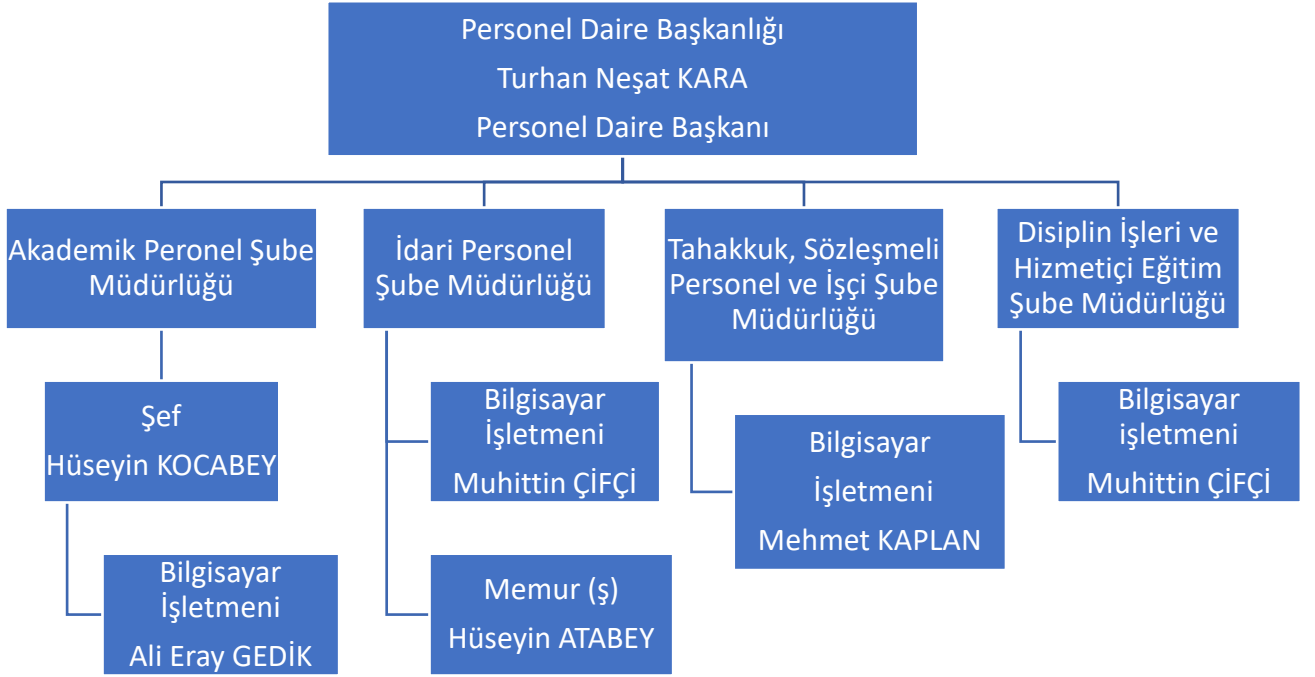 Personel Daire Başkanlığı
Turhan Neşat KARA
Personel Daire Başkanı
Akademik Peronel Şube
Müdürlüğü
İdari Personel
Şube Müdürlüğü
Tahakkuk, Sözleşmeli
Personel ve İşçi Şube
Müdürlüğü
Disiplin İşleri ve
Hizmetiçi Eğitim
Şube Müdürlüğü
Şef
Hüseyin KOCABEY
Bilgisayar
İşletmeni
Ali Eray GEDİK
Bilgisayar
İşletmeni
Muhittin ÇİFÇİ
Memur (ş)
Hüseyin ATABEY
Bilgisayar
İşletmeni
Mehmet KAPLAN
Bilgisayar
işletmeni
Muhittin ÇİFÇİ